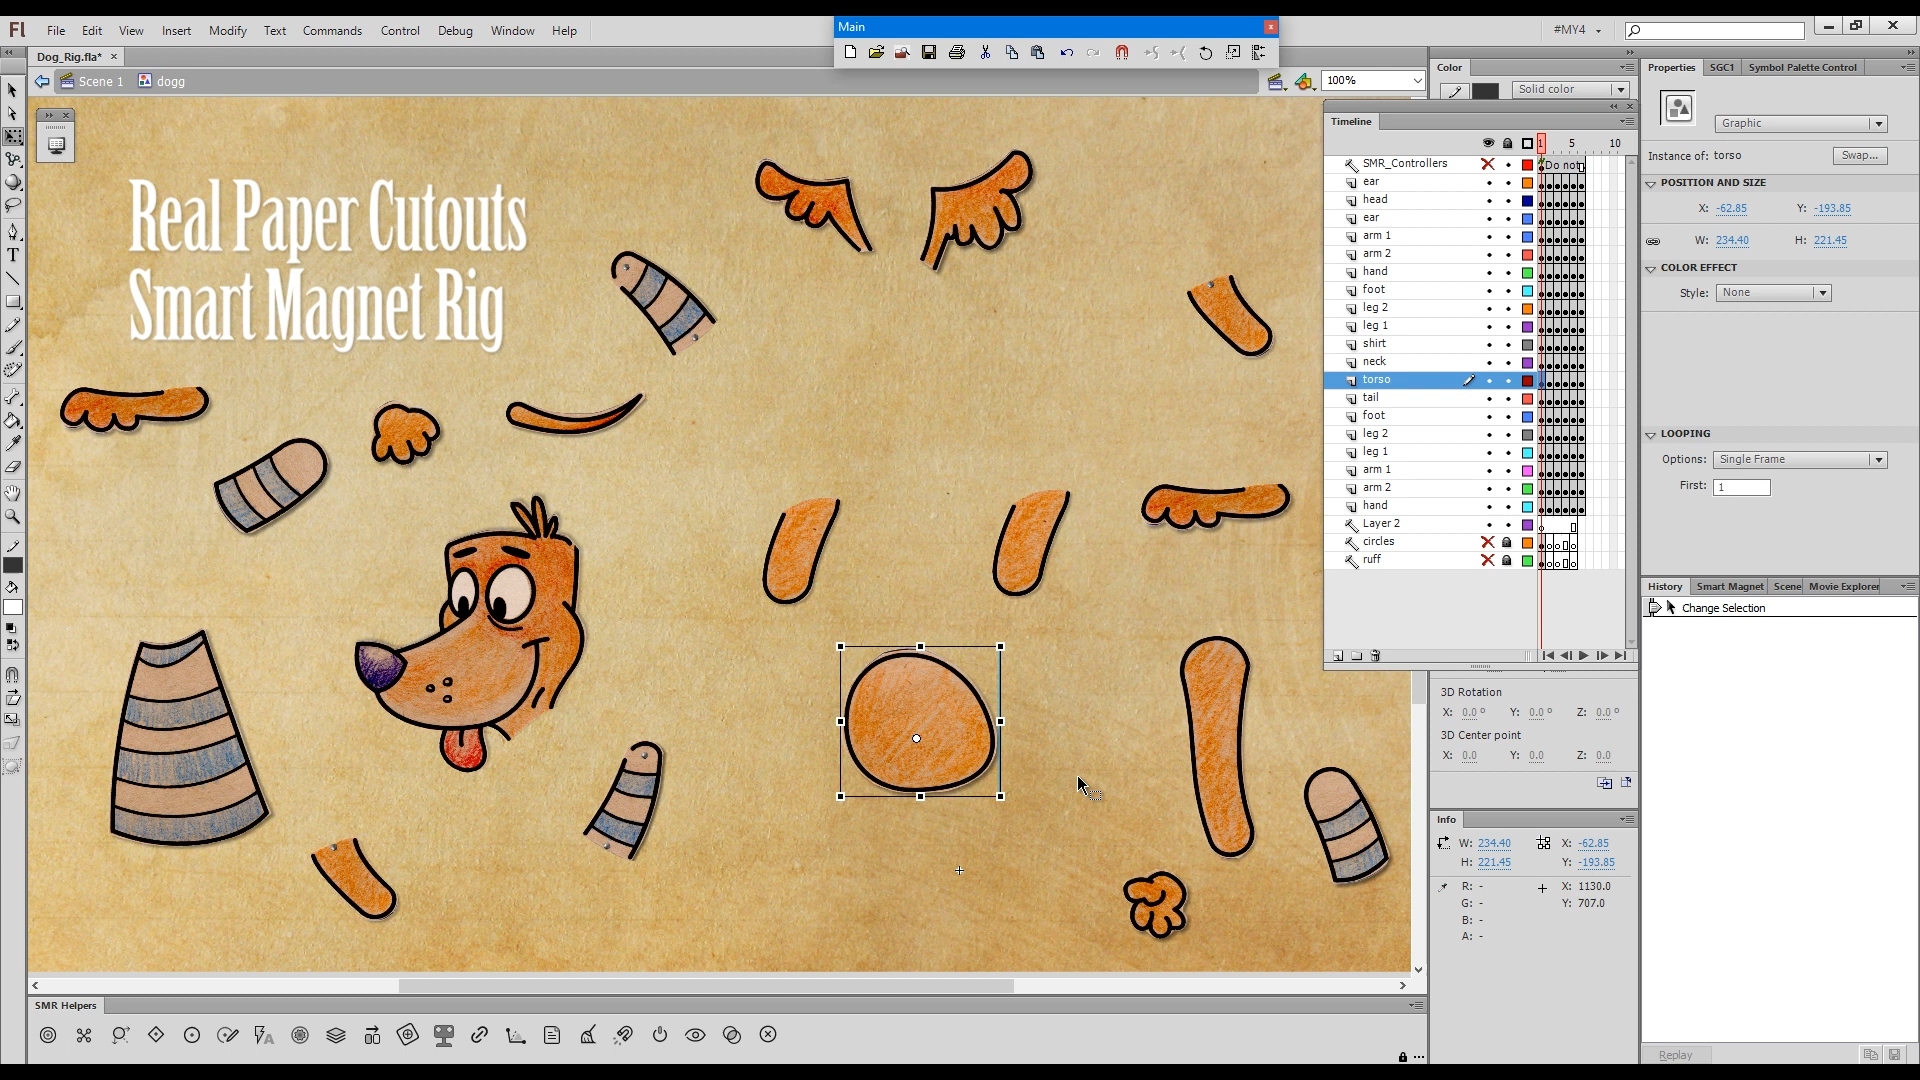 Main
Fl File Edit View Insert Modify Text Commands Control Debug Window Help
#MY4
Dog_Rig.fla*
Scene 1 dogg
100%
Real Paper Cutouts
Smart Magnet Rig
Color
Solid color
Timeline
1 5 10
SMR_Controllers Do not
ear
head
ear
arm 1
arm 2
hand
foot
leg 2
leg 1
shirt
neck
torso
tail
foot
leg 2
leg 1
arm 1
arm 2
hand
Layer 2
circles
ruff
3D Rotation
X: 0.0 ° Y: 0.0 ° Z: 0.0 °
3D Center point
X: 0.0 Y: 0.0 Z: 0.0
Info
W: 234.40 X: -62.85
H: 221.45 Y: -193.85
R: - X: 1130.0
G: - Y: 707.0
B: -
A: -
Properties SGC1 Symbol Palette Control
Graphic
Instance of: torso Swap...
POSITION AND SIZE
X: -62.85 Y: -193.85
W: 234.40 H: 221.45
COLOR EFFECT
Style: None
LOOPING
Options: Single Frame
First: 1
History Smart Magnet Scene Movie Explorer
Change Selection
Replay
SMR Helpers